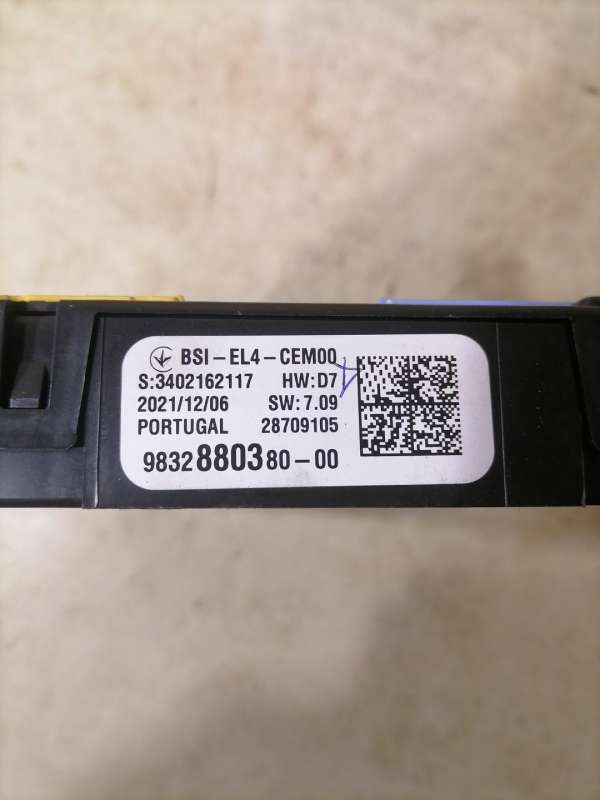 BSI-EL4-CEM00
S:3402162117 HW:D7
2021/12/06 SW:7.09
PORTUGAL 28709105
9832880380-00